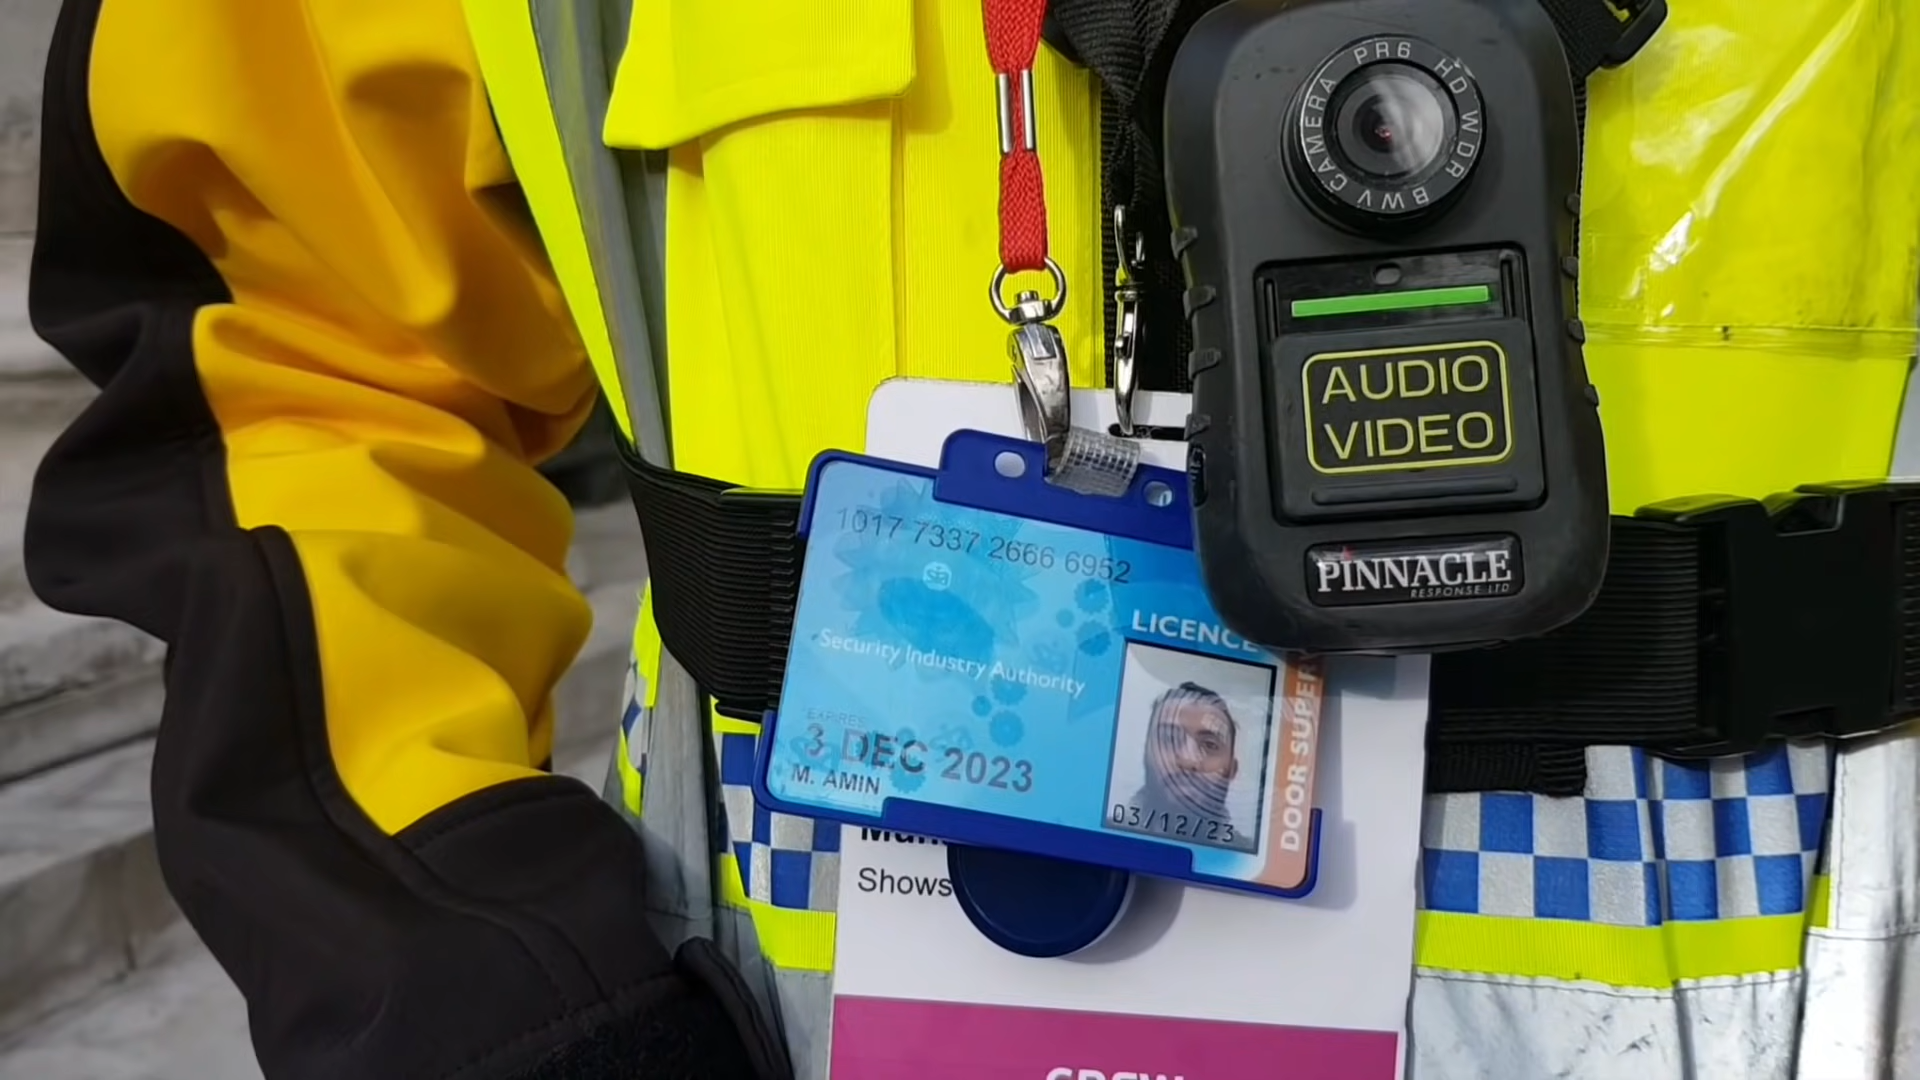 CAMERA PR6 HD WDR BWV
AUDIO
VIDEO
PINNACLE
RESPONSE LTD
1017 7337 2666 6952
sia
LICENCE
Security Industry Authority
EXPIRES
3 DEC 2023
M. AMIN
03/12/23
DOOR SUPER
Shows
CREW